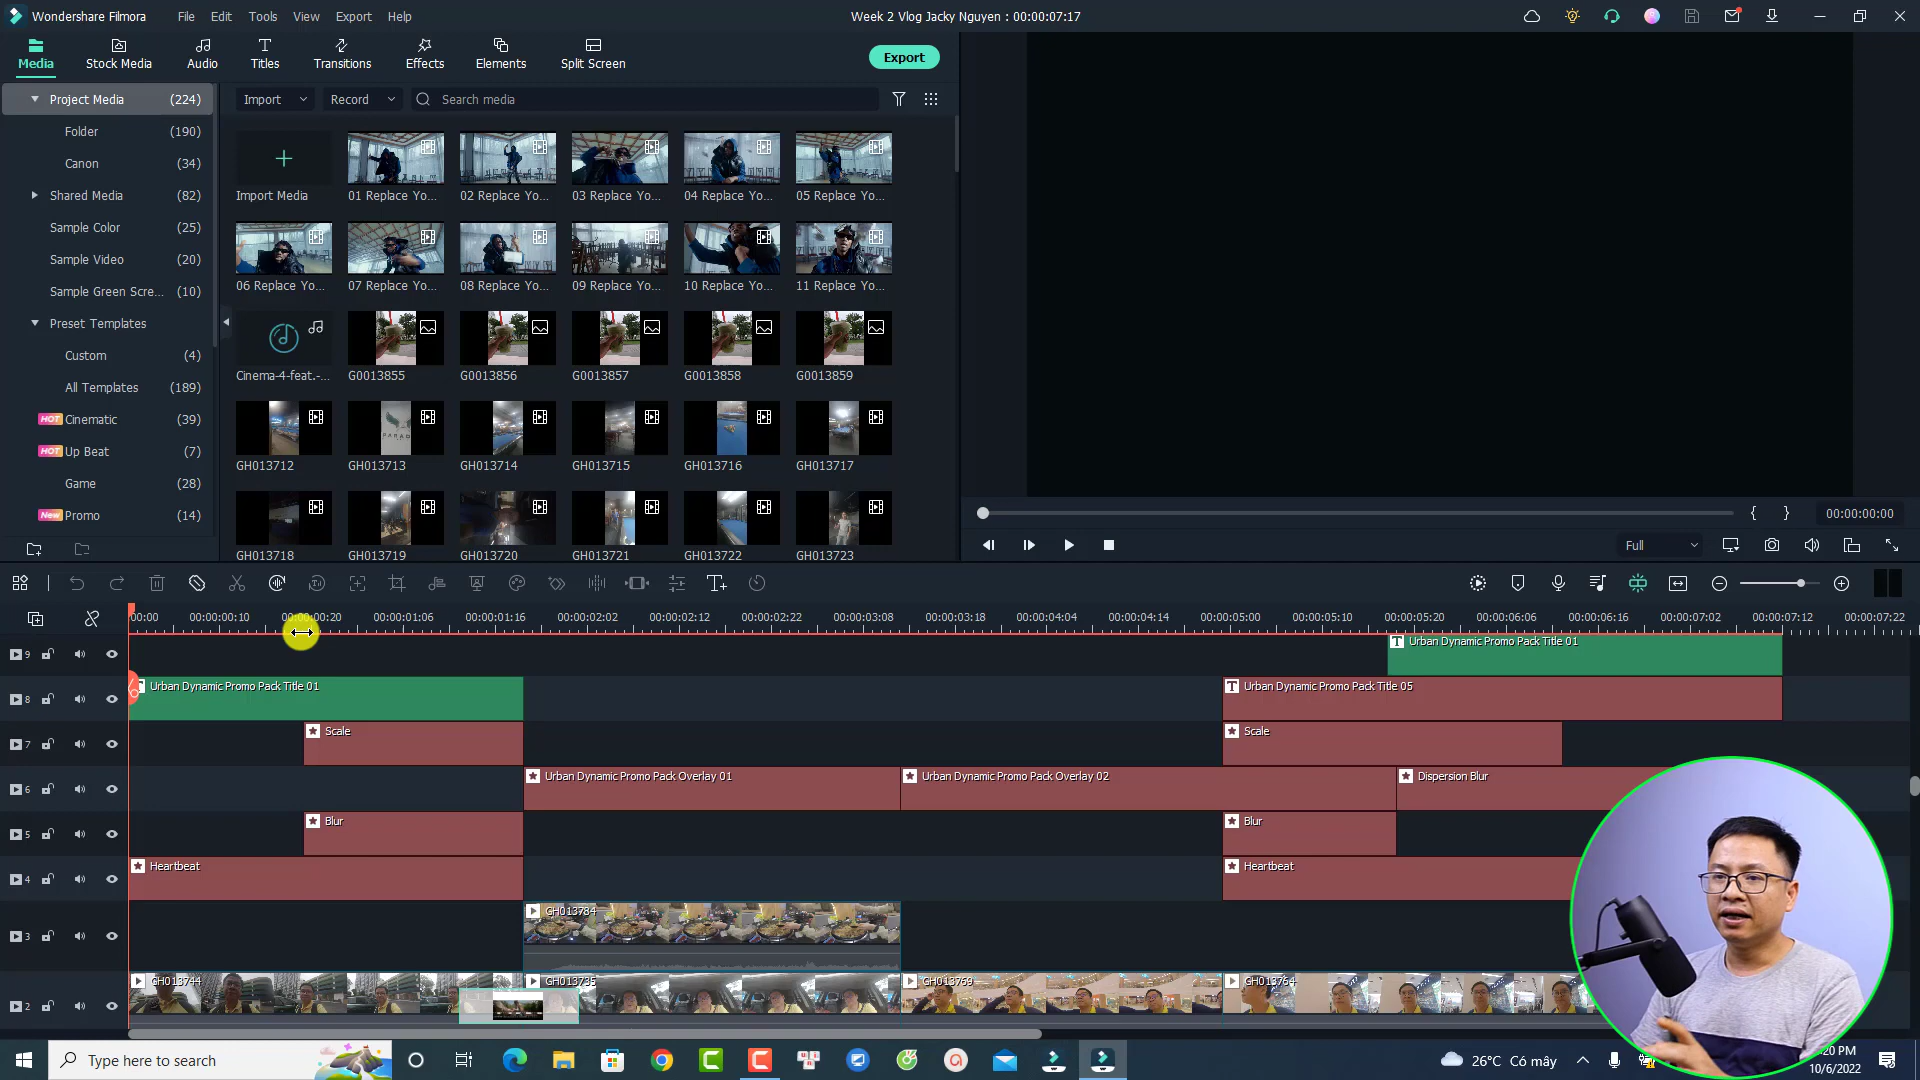 Wondershare Filmora File Edit Tools View Export Help Week 2 Vlog Jacky Nguyen : 00:00:07:17
Media Stock Media Audio Titles Transitions Effects Elements Split Screen Export
Project Media (224) Import Record Search media
Folder (190)
Canon (34)
Import Media 01 Replace Yo... 02 Replace Yo... 03 Replace Yo... 04 Replace Yo... 05 Replace Yo...
Shared Media (82)
Sample Color (25)
Sample Video (20)
Sample Green Scre... (10)
06 Replace Yo... 07 Replace Yo... 08 Replace Yo... 09 Replace Yo... 10 Replace Yo... 11 Replace Yo...
Preset Templates
Custom (4)
Cinema-4-feat.-... G0013855 G0013856 G0013857 G0013858 G0013859
All Templates (189)
HOT Cinematic (39)
HOT Up Beat (7)
GH013712 GH013713 GH013714 GH013715 GH013716 GH013717
Game (28)
New Promo (14)
00:00:00:00
GH013718 GH013719 GH013720 GH013721 GH013722 GH013723
Full
00:00 00:00:00:10 00:00:00:20 00:00:01:06 00:00:01:16 00:00:02:02 00:00:02:12 00:00:02:22 00:00:03:08 00:00:03:18 00:00:04:04 00:00:04:14 00:00:05:00 00:00:05:10 00:00:05:20 00:00:06:06 00:00:06:16 00:00:07:02 00:00:07:12 00:00:07:22
9 Urban Dynamic Promo Pack Title 01
8 Urban Dynamic Promo Pack Title 01 Urban Dynamic Promo Pack Title 05
7 Scale Scale
6 Urban Dynamic Promo Pack Overlay 01 Urban Dynamic Promo Pack Overlay 02 Dispersion Blur
5 Blur Blur
4 Heartbeat Heartbeat
3 GH013784
2 GH013744 GH013735 GH013769 GH013764
Type here to search 26°C Có mây :20 PM
10/6/2022